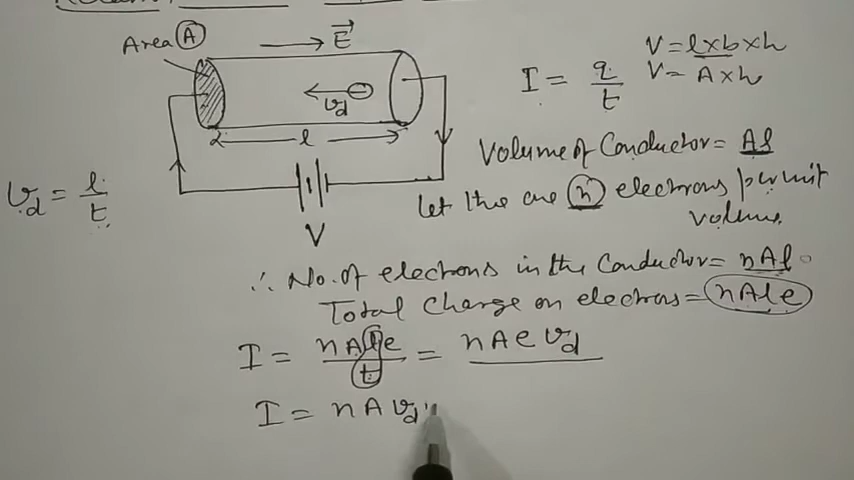 Area A
→ E⃗
V = l×b×h
I = q/t
V = A×h
v_d
l
Volume of Conductor = Al
v_d = l/t
let the are n electrons per unit
volume.
V
∴ No. of electrons in the Conductor = nAl
Total charge on electrons = nAle
I = nAle/t = nAev_d
I = nAv_d